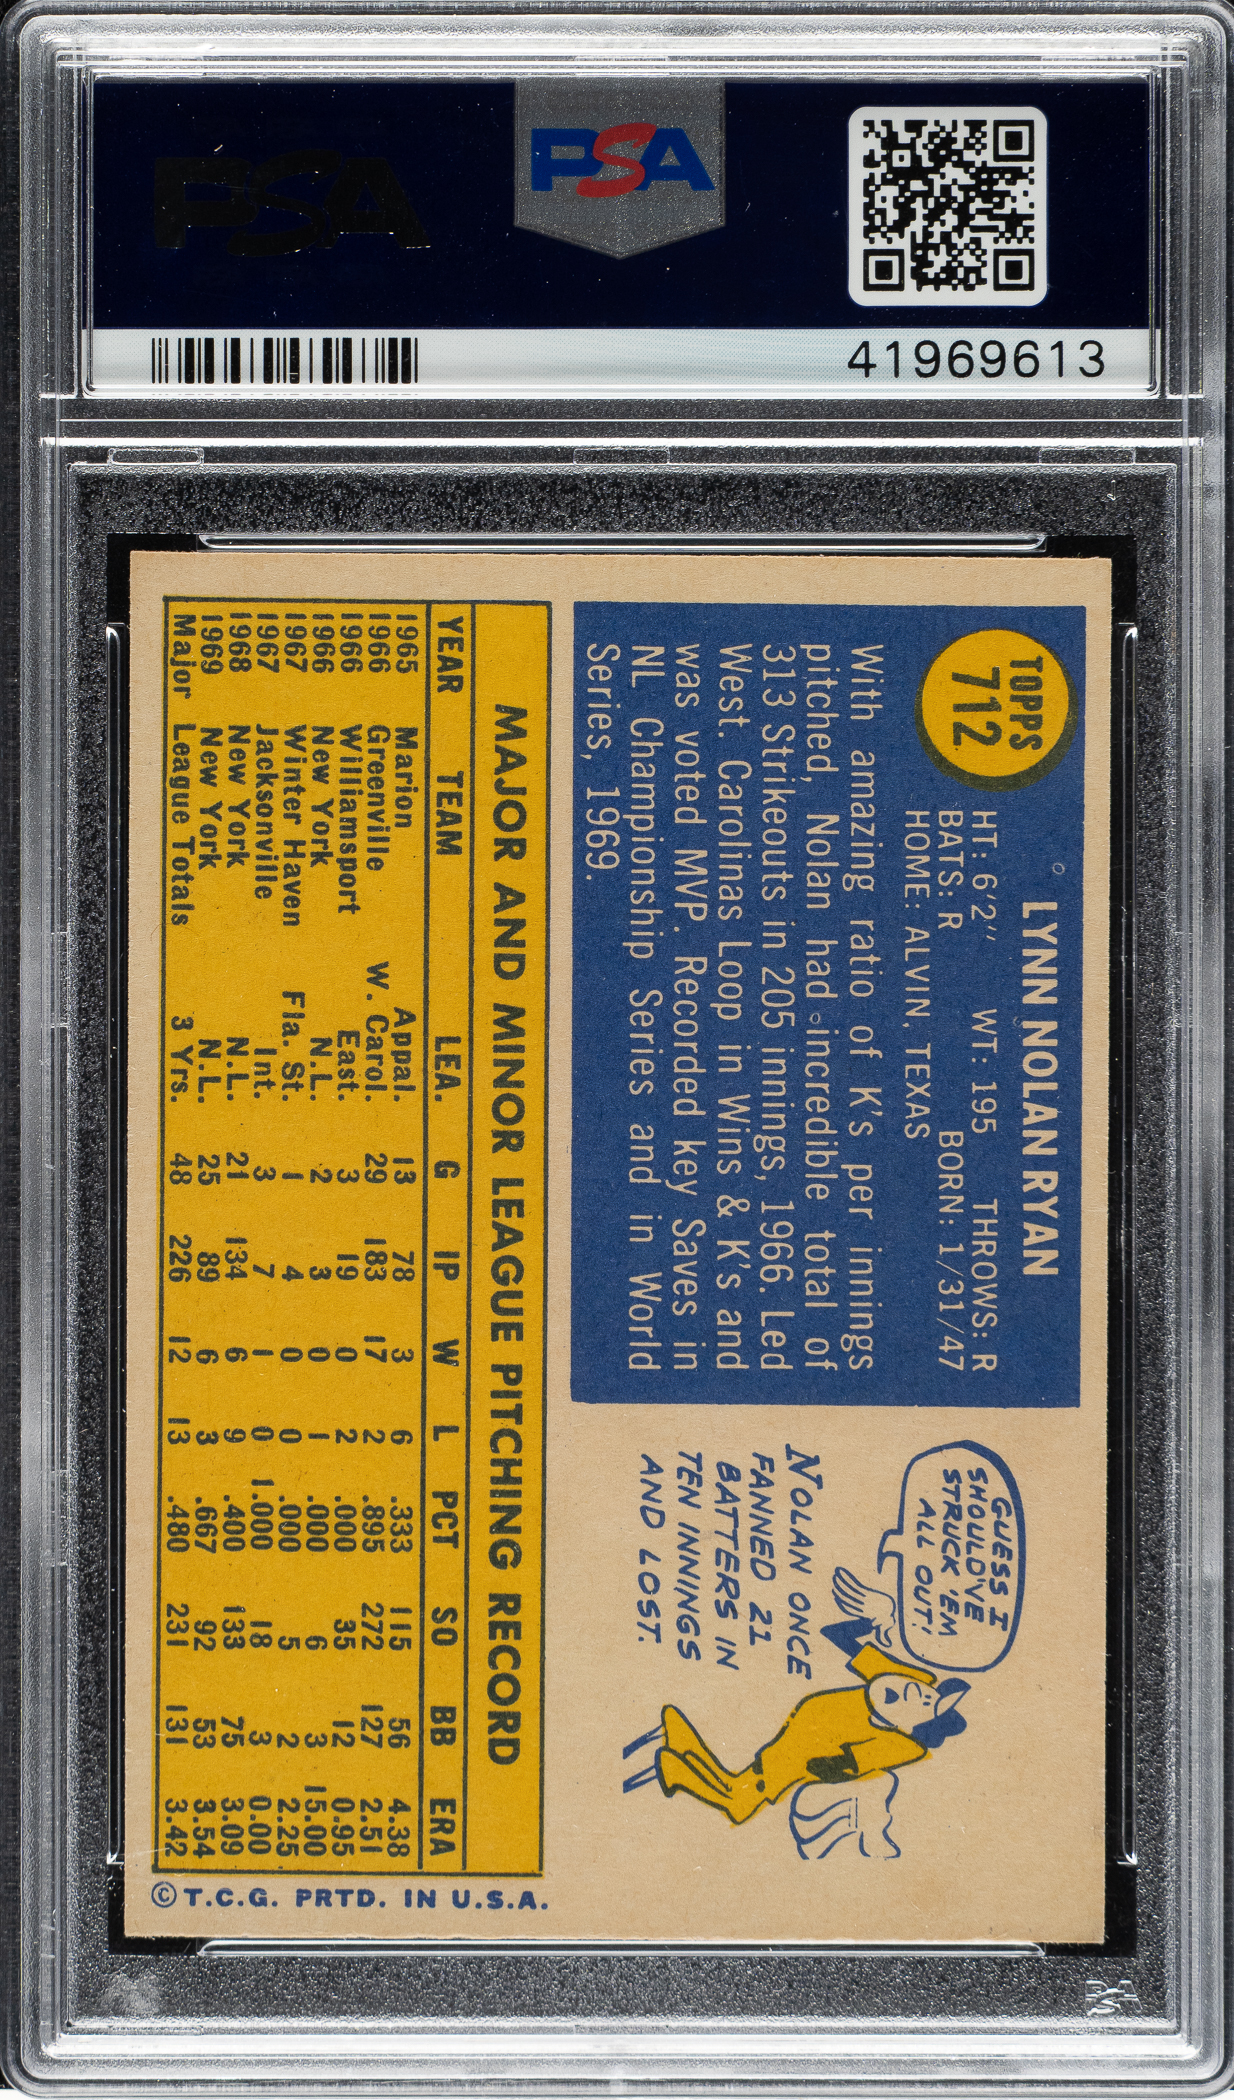 PSA
PSA
41969613
TOPPS
712
LYNN NOLAN RYAN
HT: 6'2" WT: 195 THROWS: R
BATS: R BORN: 1/31/47
HOME: ALVIN, TEXAS
With amazing ratio of K's per innings
pitched, Nolan had incredible total of
313 Strikeouts in 205 innings, 1966. Led
West. Carolinas Loop in Wins & K's and
was voted MVP. Recorded key Saves in
NL Championship Series and in World
Series, 1969.
GUESS I
SHOULD'VE
STRUCK 'EM
ALL OUT!
NOLAN ONCE
FANNED 21
BATTERS IN
TEN INNINGS
AND LOST.
MAJOR AND MINOR LEAGUE PITCHING RECORD
YEAR TEAM LEA. G IP W L PCT SO BB ERA
1965 Marion Appal. 13 78 3 6 .333 115 56 4.38
1966 Greenville W. Carol. 29 183 17 2 .895 272 127 2.51
1966 Williamsport East. 3 19 0 2 .000 35 12 0.95
1966 New York N.L. 2 3 0 1 .000 6 3 15.00
1967 Winter Haven Fla. St. 1 4 0 0 .000 5 2 2.25
1967 Jacksonville Int. 3 7 1 0 1.000 18 3 0.00
1968 New York N.L. 21 134 6 9 .400 133 75 3.09
1969 New York N.L. 25 89 6 3 .667 92 53 3.54
Major League Totals 3 Yrs. 48 226 12 13 .480 231 131 3.42
© T.C.G. PRTD. IN U.S.A.
PSA